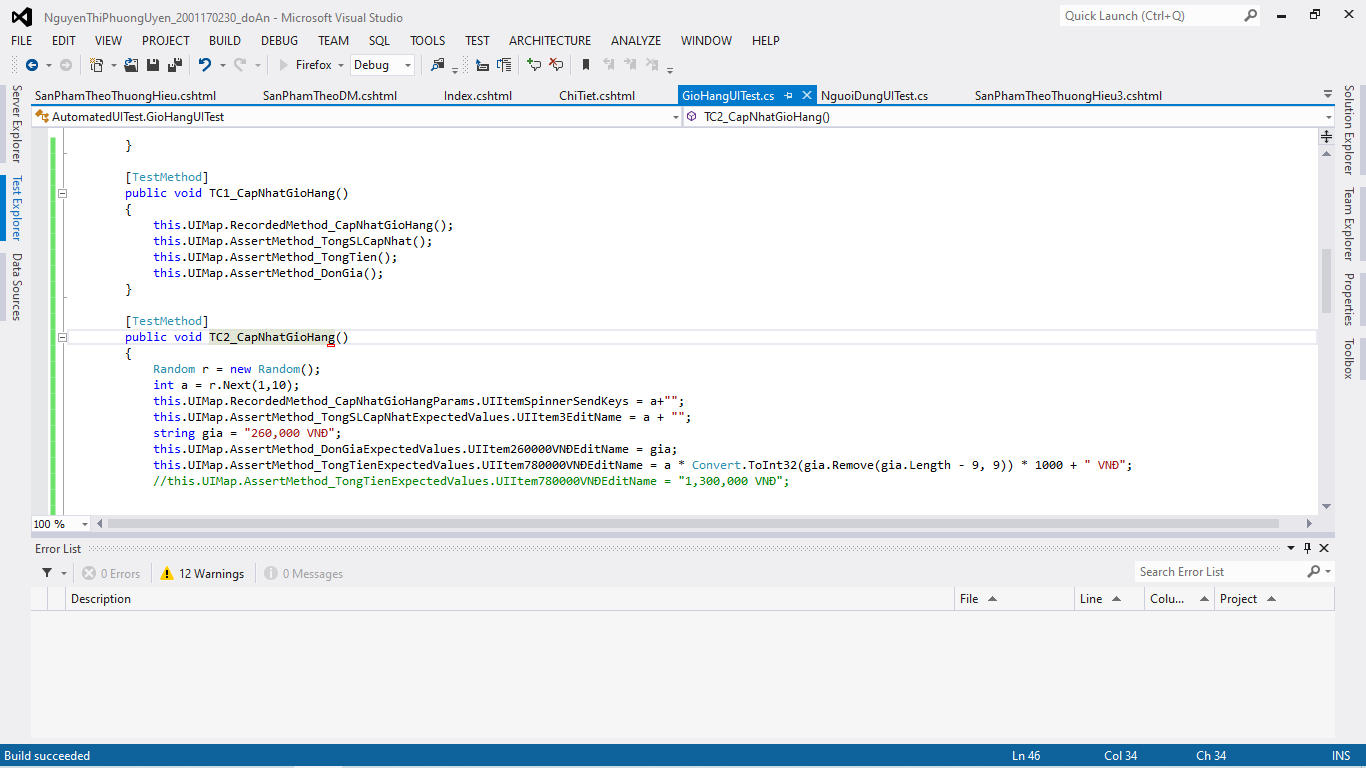 NguyenThiPhuongUyen_2001170230_doAn - Microsoft Visual Studio
Quick Launch (Ctrl+Q)
FILE EDIT VIEW PROJECT BUILD DEBUG TEAM SQL TOOLS TEST ARCHITECTURE ANALYZE WINDOW HELP
Firefox Debug
SanPhamTheoThuongHieu.cshtml SanPhamTheoDM.cshtml Index.cshtml ChiTiet.cshtml GioHangUITest.cs NguoiDungUITest.cs SanPhamTheoThuongHieu3.cshtml
AutomatedUITest.GioHangUITest TC2_CapNhatGioHang()
Server Explorer
Test Explorer
Data Sources
}
[TestMethod]
public void TC1_CapNhatGioHang()
{
this.UIMap.RecordedMethod_CapNhatGioHang();
this.UIMap.AssertMethod_TongSLCapNhat();
this.UIMap.AssertMethod_TongTien();
this.UIMap.AssertMethod_DonGia();
}
[TestMethod]
public void TC2_CapNhatGioHang()
{
Random r = new Random();
int a = r.Next(1,10);
this.UIMap.RecordedMethod_CapNhatGioHangParams.UIItemSpinnerSendKeys = a+"";
this.UIMap.AssertMethod_TongSLCapNhatExpectedValues.UIItem3EditName = a + "";
string gia = "260,000 VNĐ";
this.UIMap.AssertMethod_DonGiaExpectedValues.UIItem260000VNĐEditName = gia;
this.UIMap.AssertMethod_TongTienExpectedValues.UIItem780000VNĐEditName = a * Convert.ToInt32(gia.Remove(gia.Length - 9, 9)) * 1000 + " VNĐ";
//this.UIMap.AssertMethod_TongTienExpectedValues.UIItem780000VNĐEditName = "1,300,000 VNĐ";
Solution Explorer
Team Explorer
Properties
Toolbox
100 %
Error List
0 Errors 12 Warnings 0 Messages
Search Error List
Description File Line Colu... Project
Build succeeded Ln 46 Col 34 Ch 34 INS